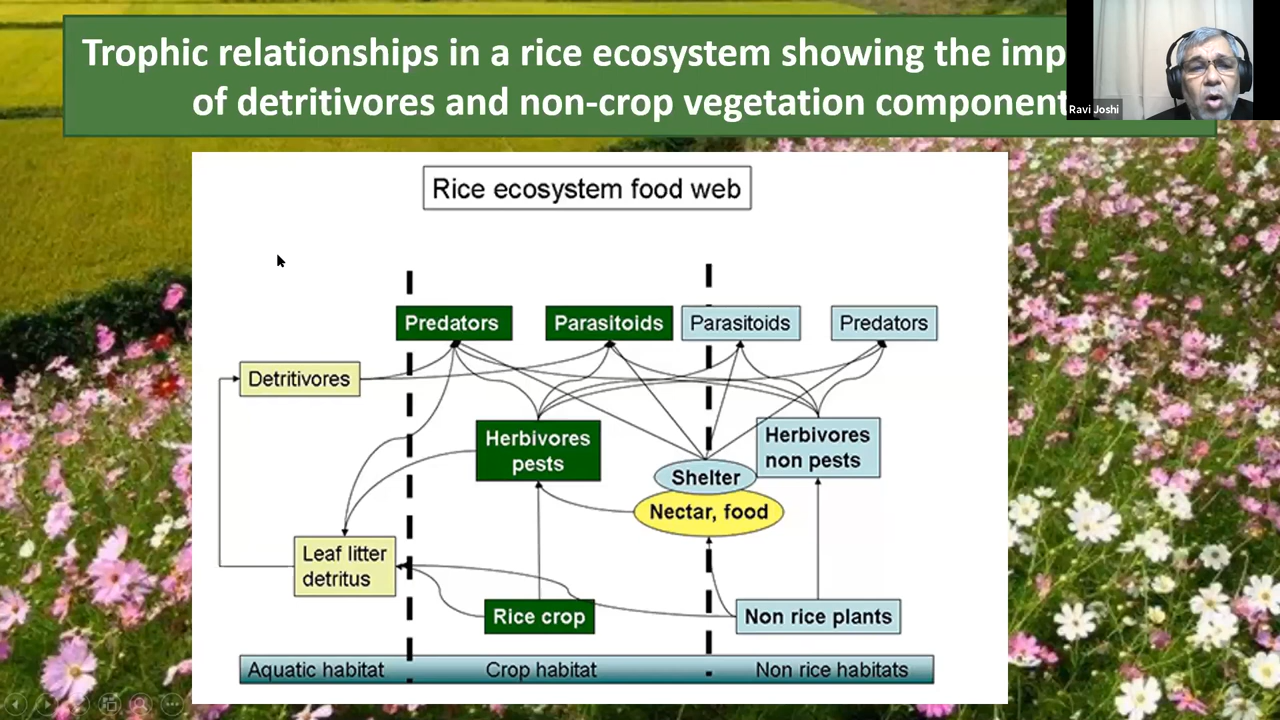 Trophic relationships in a rice ecosystem showing the
of detritivores and non-crop vegetation component
Ravi Joshi
Rice ecosystem food web
Predators
Parasitoids
Parasitoids
Predators
Detritivores
Herbivores
pests
Herbivores
non pests
Shelter
Nectar, food
Leaf litter
detritus
Rice crop
Non rice plants
Aquatic habitat
Crop habitat
Non rice habitats